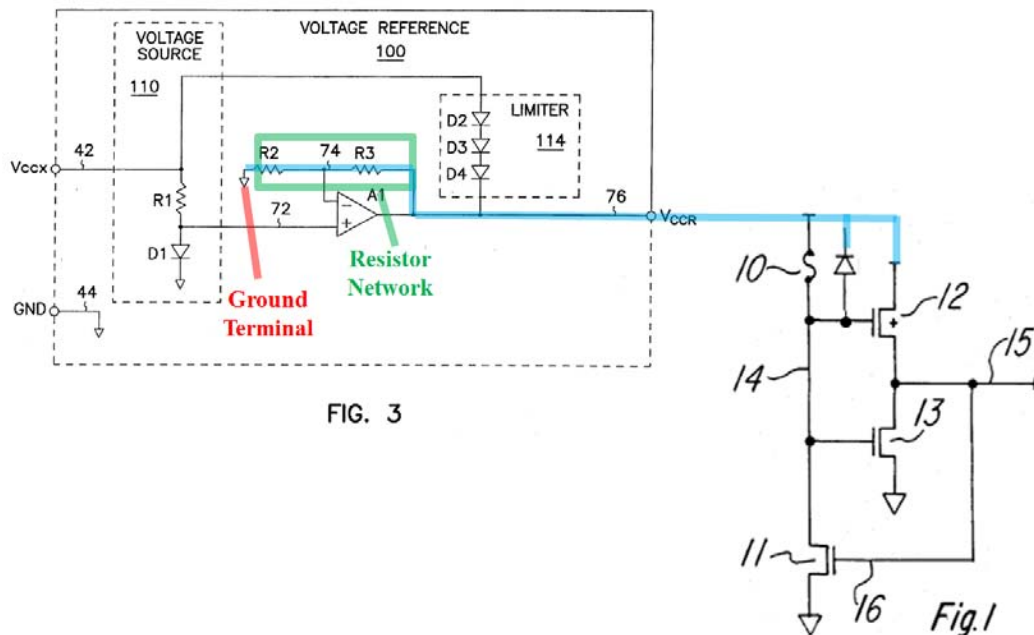 VOLTAGE REFERENCE
100
VOLTAGE
SOURCE
110
LIMITER
114
D2
D3
D4
R2
74
R3
Vccx
42
R1
72
A1
76
VCCR
D1
Resistor
Network
Ground
Terminal
GND
44
FIG. 3
10
12
14
15
13
11
16
Fig.1